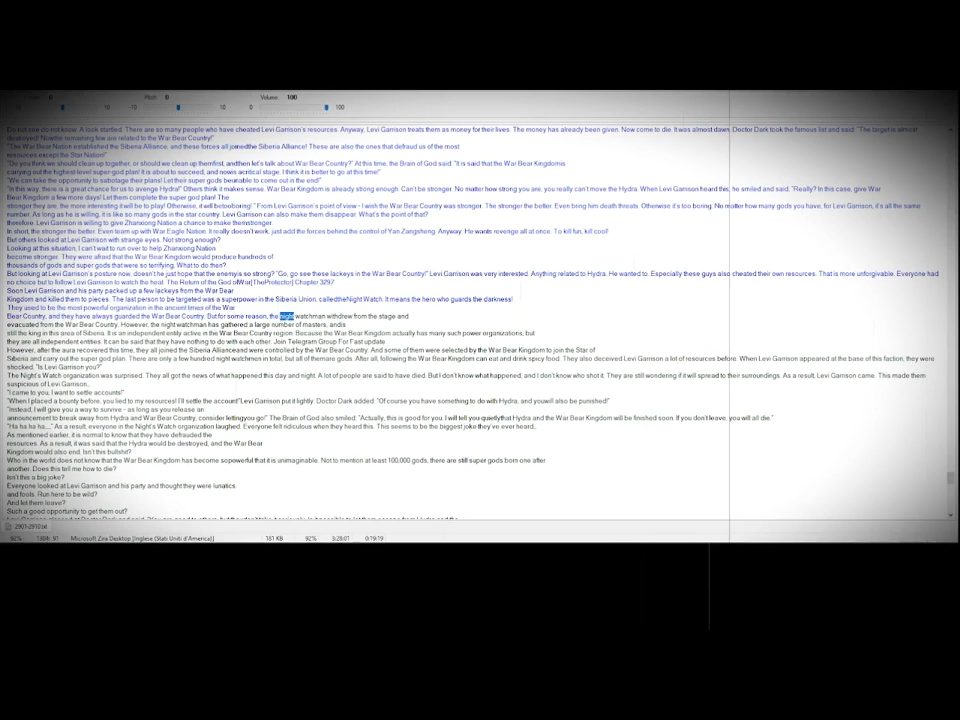 Pitch: 0 Volume: 100
10 -10 10 0 100
Do not see do not know. A look startled. There are so many people who have cheated Levi Garrison's resources. Anyway, Levi Garrison treats them as money for their lives. The money has already been given. Now come to die. It was almost dawn. Doctor Dark took the famous list and said: "The target is almost
destroyed! Nowthe remaining few are related to the War Bear Country!"
"The War Bear Nation established the Siberia Alliance, and these forces all joinedthe Siberia Alliance! These are also the ones that defraud us of the most
resources except the Star Nation!"
"Do you think we should clean up together, or should we clean up themfirst, andthen let's talk about War Bear Country?" At this time, the Brain of God said: "It is said that the War Bear Kingdomis
carrying out the highest-level super-god plan! It is about to succeed, and nowis acritical stage. I think it is better to go at this time!"
"We can take the opportunity to sabotage their plans! Let their super gods beunable to come out in the end!"
"In this way, there is a great chance for us to avenge Hydra!" Others think it makes sense. War Bear Kingdom is already strong enough. Can't be stronger. No matter how strong you are, you really can't move the Hydra. When Levi Garrison heard this, he smiled and said, "Really? In this case, give War
Bear Kingdom a few more days! Let them complete the super god plan! The
stronger they are, the more interesting it will be to play! Otherwise, it will betooboring! " From Levi Garrison's point of view - I wish the War Bear Country was stronger. The stronger the better. Even bring him death threats. Otherwise it's too boring. No matter how many gods you have, for Levi Garrison, it's all the same
number. As long as he is willing, it is like so many gods in the star country. Levi Garrison can also make them disappear. What's the point of that?
therefore. Levi Garrison is willing to give Zhanxiong Nation a chance to make themstronger.
In short, the stronger the better. Even team up with War Eagle Nation. It really doesn't work, just add the forces behind the control of Yan Zangsheng. Anyway. He wants revenge all at once. To kill fun, kill cool!
But others looked at Levi Garrison with strange eyes. Not strong enough?
Looking at this situation, I can't wait to run over to help Zhanxiong Nation
become stronger. They were afraid that the War Bear Kingdom would produce hundreds of
thousands of gods and super gods that were so terrifying. What to do then?
But looking at Levi Garrison's posture now, doesn'the just hope that the enemy is so strong? "Go, go see these lackeys in the War Bear Country!" Levi Garrison was very interested. Anything related to Hydra. He wanted to. Especially these guys also cheated their own resources. That is more unforgivable. Everyone had
no choice but to follow Levi Garrison to watch the heat. The Return of the God ofWar[TheProtector] Chapter 3297
Soon Levi Garrison and his party packed up a few lackeys from the War Bear
Kingdom and killed them to pieces. The last person to be targeted was a superpower in the Siberia Union, calledtheNight Watch. It means the hero who guards the darkness!
They used to be the most powerful organization in the ancient times of the War
Bear Country, and they have always guarded the War Bear Country. But for some reason, the night watchman withdrew from the stage and
evacuated from the War Bear Country. However, the night watchman has gathered a large number of masters, andis
still the king in this area of Siberia. It is an independent entity active in the War Bear Country region. Because the War Bear Kingdom actually has many such power organizations, but
they are all independent entities. It can be said that they have nothing to do with each other. Join Telegram Group For Fast update
However, after the aura recovered this time, they all joined the Siberia Allianceand were controlled by the War Bear Country. And some of them were selected by the War Bear Kingdom to join the Star of
Siberia and carry out the super god plan. There are only a few hundred night watchmen in total, but all of themare gods. After all, following the War Bear Kingdom can eat and drink spicy food. They also deceived Levi Garrison a lot of resources before. When Levi Garrison appeared at the base of this faction, they were
shocked. "Is Levi Garrison you?"
The Night's Watch organization was surprised. They all got the news of what happened this day and night. A lot of people are said to have died. But I don't know what happened, and I don't know who shot it. They are still wondering if it will spread to their surroundings. As a result, Levi Garrison came. This made them
suspicious of Levi Garrison..
"I came to you, I want to settle accounts!"
"When I placed a bounty before, you lied to my resources! I'll settle the account!"Levi Garrison put it lightly. Doctor Dark added: "Of course you have something to do with Hydra, and youwill also be punished!"
"Instead, I will give you a way to survive - as long as you release an
announcement to break away from Hydra and War Bear Country, consider lettingyou go!" The Brain of God also smiled: "Actually, this is good for you. I will tell you quietlythat Hydra and the War Bear Kingdom will be finished soon. If you don't leave, you will all die."
"Ha ha ha ha,,,," As a result, everyone in the Night's Watch organization laughed. Everyone felt ridiculous when they heard this. This seems to be the biggest joke they've ever heard..
As mentioned earlier, it is normal to know that they have defrauded the
resources. As a result, it was said that the Hydra would be destroyed, and the War Bear
Kingdom would also end. Isn't this bullshit?
Who in the world does not know that the War Bear Kingdom has become sopowerful that it is unimaginable. Not to mention at least 100,000 gods, there are still super gods born one after
another. Does this tell me how to die?
Isn't this a big joke?
Everyone looked at Levi Garrison and his party and thought they were lunatics
and fools. Run here to be wild?
And let them leave?
Such a good opportunity to get them out?
2901-2910.txt
92% Microsoft Zira Desktop [Inglese (Stati Uniti d'America)] 181 KB 92% 3:28:01 0:19:19